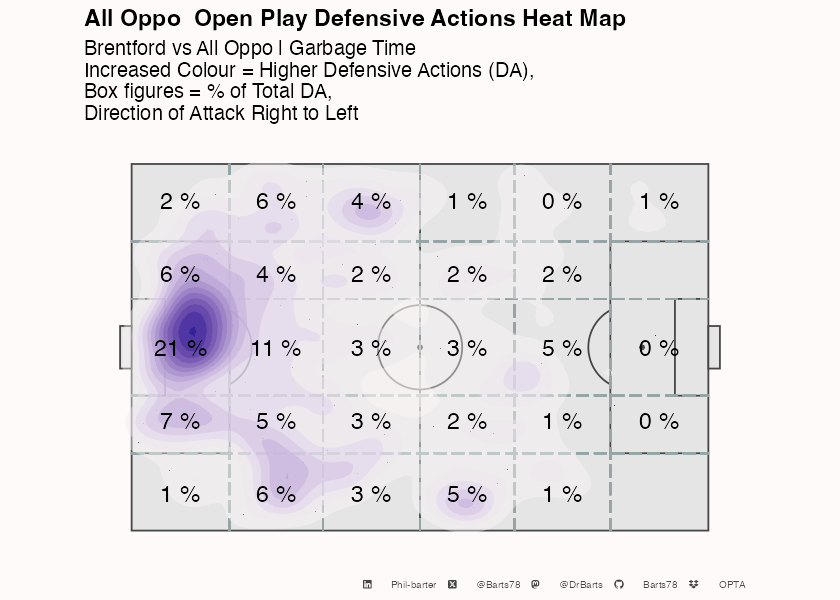 All Oppo  Open Play Defensive Actions Heat Map
Brentford vs All Oppo | Garbage Time
Increased Colour = Higher Defensive Actions (DA),
Box figures = % of Total DA,
Direction of Attack Right to Left
2 % 6 % 4 % 1 % 0 % 1 %
6 % 4 % 2 % 2 % 2 %
21 % 11 % 3 % 3 % 5 % 0 %
7 % 5 % 3 % 2 % 1 % 0 %
1 % 6 % 3 % 5 % 1 %
Phil-barter @Barts78 @DrBarts Barts78 OPTA